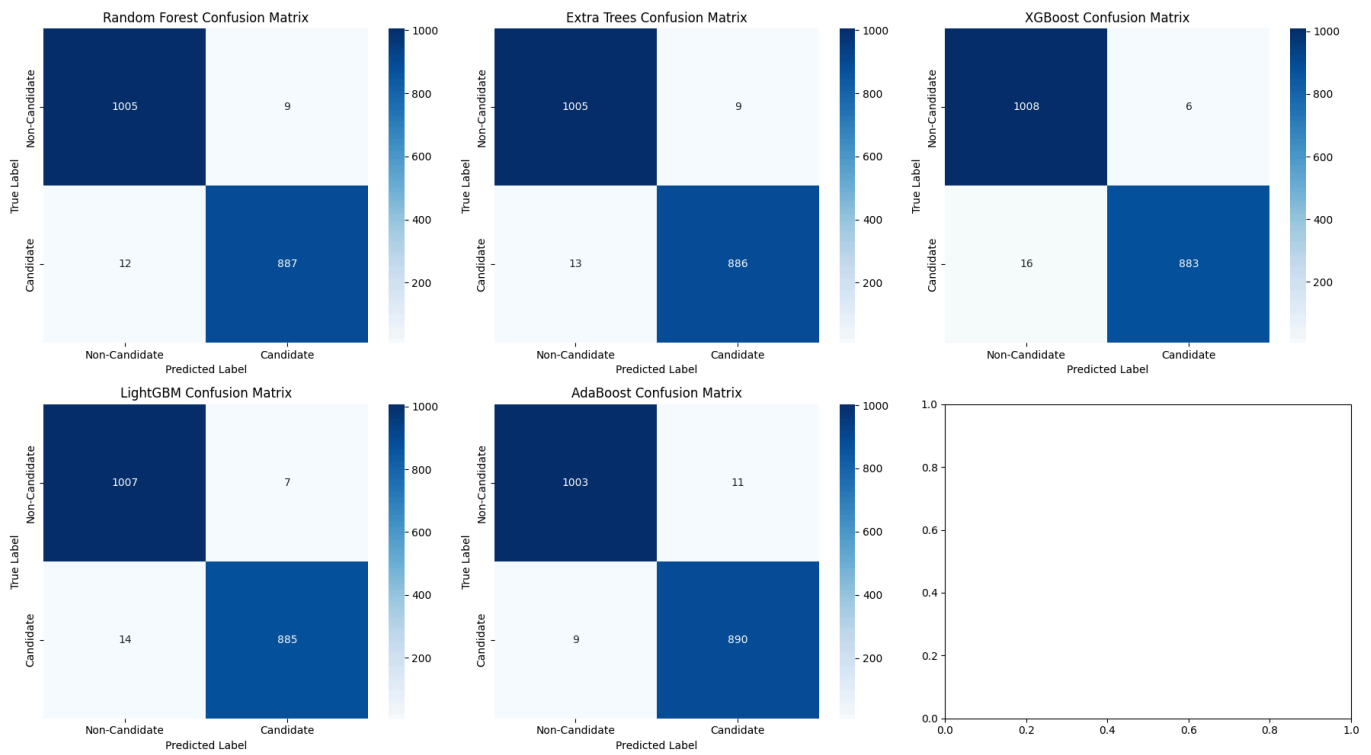 Random Forest Confusion Matrix
Non-Candidate
Candidate
True Label
1005
9
12
887
Non-Candidate
Candidate
Predicted Label
1000
800
600
400
200
Extra Trees Confusion Matrix
Non-Candidate
Candidate
True Label
1005
9
13
886
Non-Candidate
Candidate
Predicted Label
1000
800
600
400
200
XGBoost Confusion Matrix
Non-Candidate
Candidate
True Label
1008
6
16
883
Non-Candidate
Candidate
Predicted Label
1000
800
600
400
200
LightGBM Confusion Matrix
Non-Candidate
Candidate
True Label
1007
7
14
885
Non-Candidate
Candidate
Predicted Label
1000
800
600
400
200
AdaBoost Confusion Matrix
Non-Candidate
Candidate
True Label
1003
11
9
890
Non-Candidate
Candidate
Predicted Label
1000
800
600
400
200
1.0
0.8
0.6
0.4
0.2
0.0
0.0
0.2
0.4
0.6
0.8
1.0